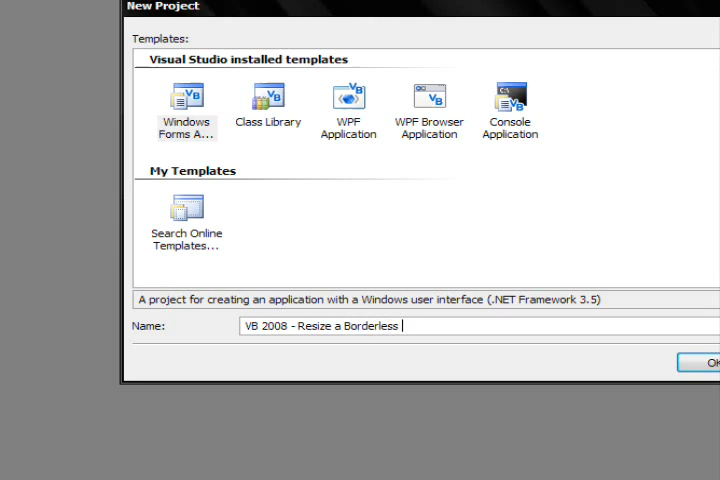 New Project
Templates:
Visual Studio installed templates
Windows Forms A...
Class Library
WPF Application
WPF Browser Application
Console Application
My Templates
Search Online Templates...
A project for creating an application with a Windows user interface (.NET Framework 3.5)
Name:
VB 2008 - Resize a Borderless
OK